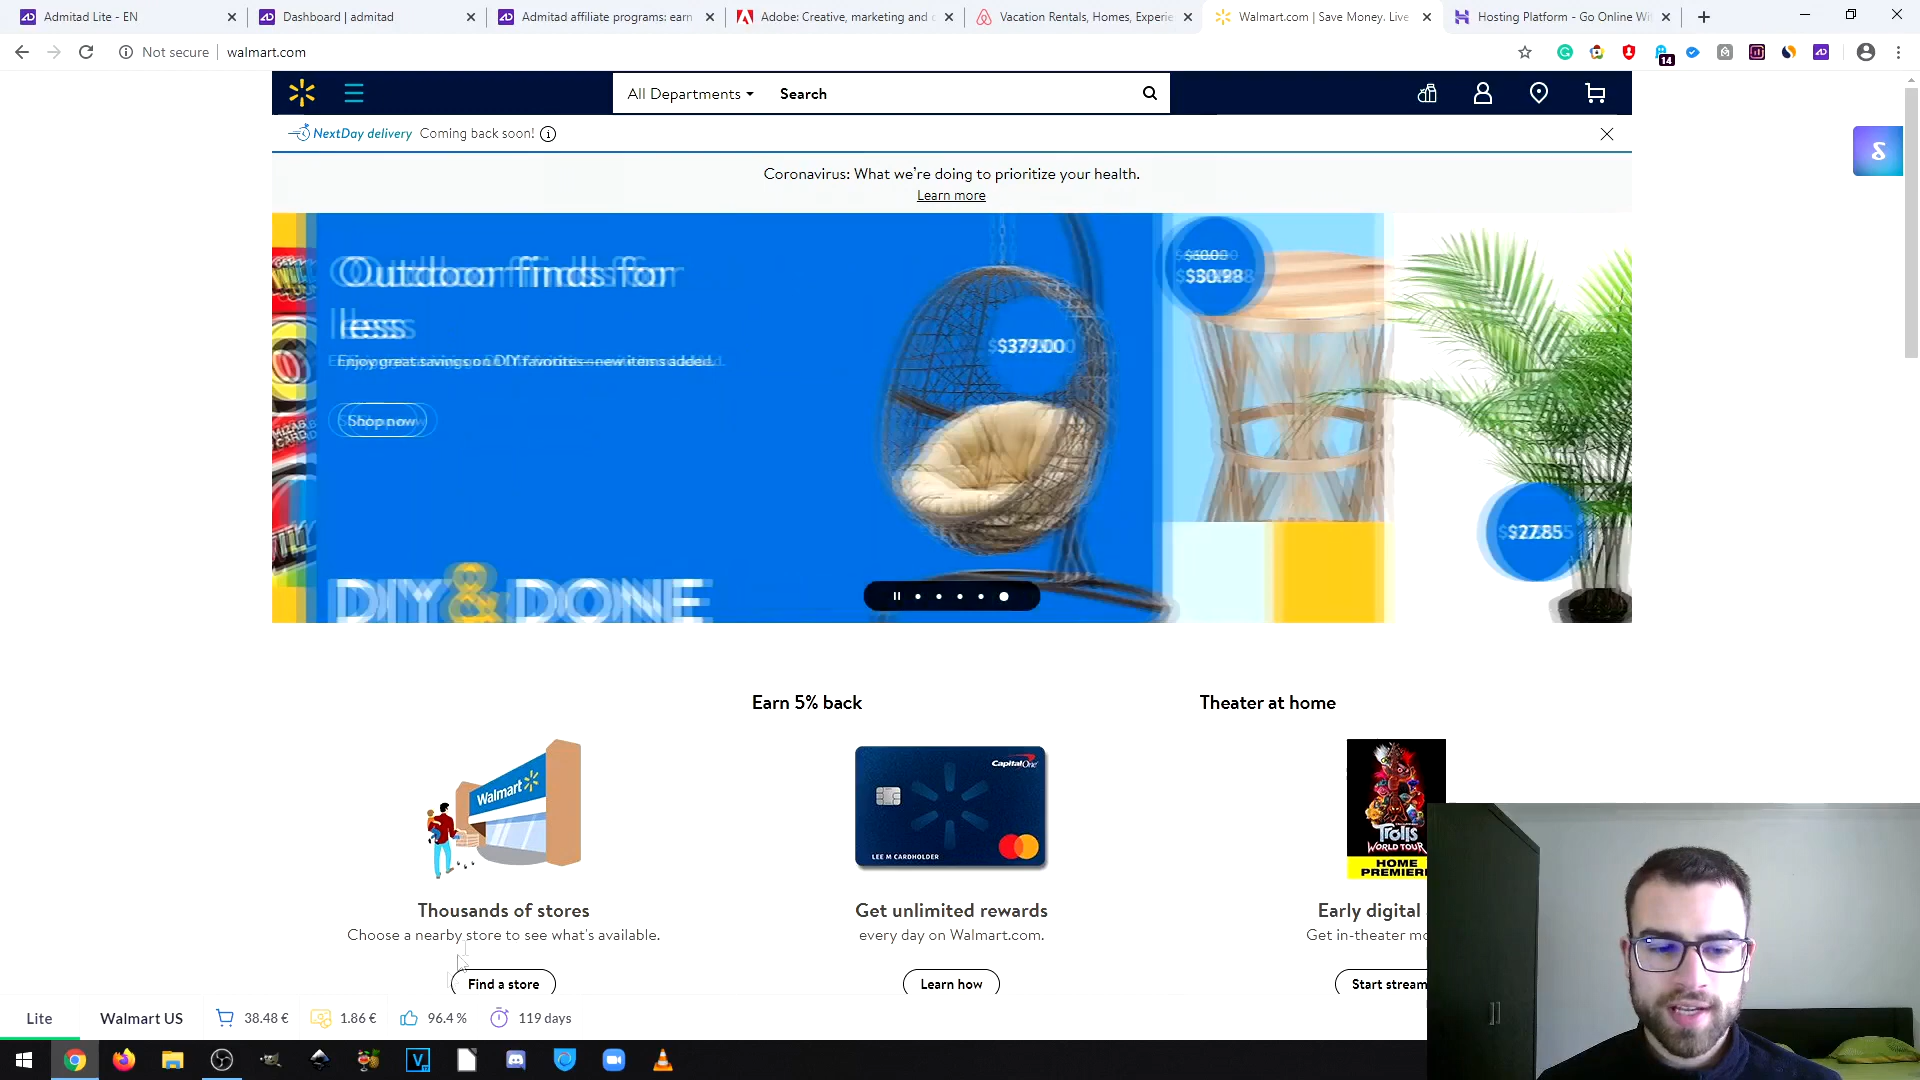 Admitad Lite - EN
Dashboard | admitad
Admitad affiliate programs: earn
Adobe: Creative, marketing and
Vacation Rentals, Homes, Experie
Walmart.com | Save Money. Live
Hosting Platform - Go Online Wi
Not secure
walmart.com
14
All Departments
Search
NextDay delivery
Coming back soon!
Coronavirus: What we're doing to prioritize your health.
Learn more
Outdoor finds for
less
Enjoy great savings on DIY favorites—new items added.
Shop now
$30.98
$27.85
DIY & DONE
Earn 5% back
Theater at home
Walmart
CapitalOne
LEE M CARDHOLDER
Trolls
WORLD TOUR
HOME
PREMIERE
Thousands of stores
Choose a nearby store to see what's available.
Find a store
Get unlimited rewards
every day on Walmart.com.
Learn how
Early digital
Get in-theater mo
Start stream
Lite
Walmart US
38.48 €
1.86 €
96.4 %
119 days